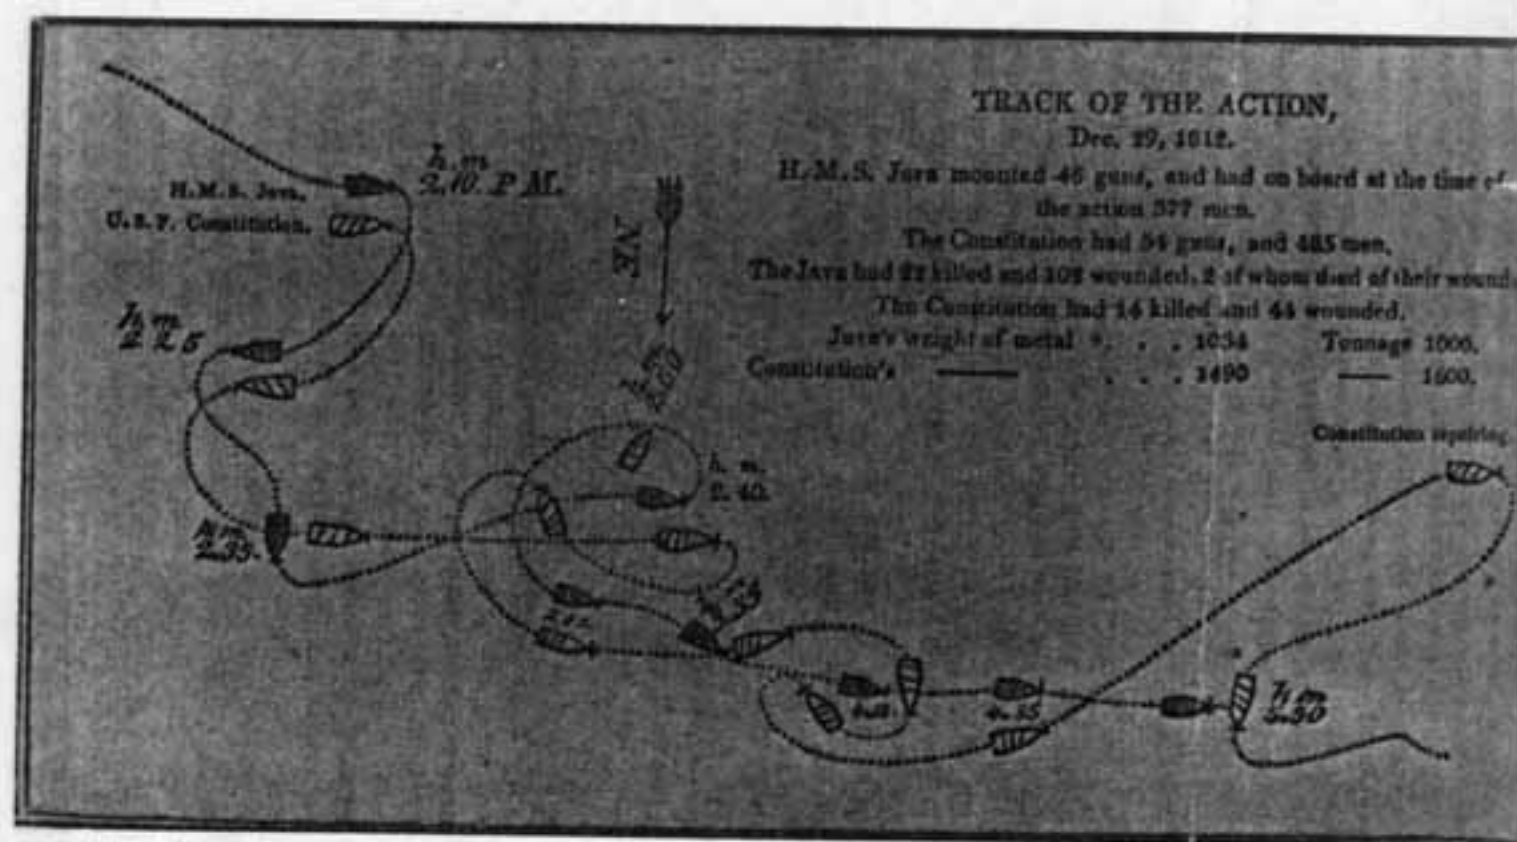 TRACK OF THE ACTION,
Dec. 29, 1812.
H.M.S. Java mounted 46 guns, and had on board at the time of
the action 377 men.
The Constitution had 54 guns, and 485 men.
The Java had 22 killed and 102 wounded, 2 of whom died of their wounds
The Constitution had 14 killed and 44 wounded.
Java's weight of metal . . . 1034 Tonnage 1000.
Constitution's —— . . . 1490 —— 1600.
h. m
2.10. P M.
H.M.S. Java.
U.S.F. Constitution.
NE
h m
2 25
h. m.
2.40.
h m
2.35.
Constitution repairing
4.35
h m
5.50